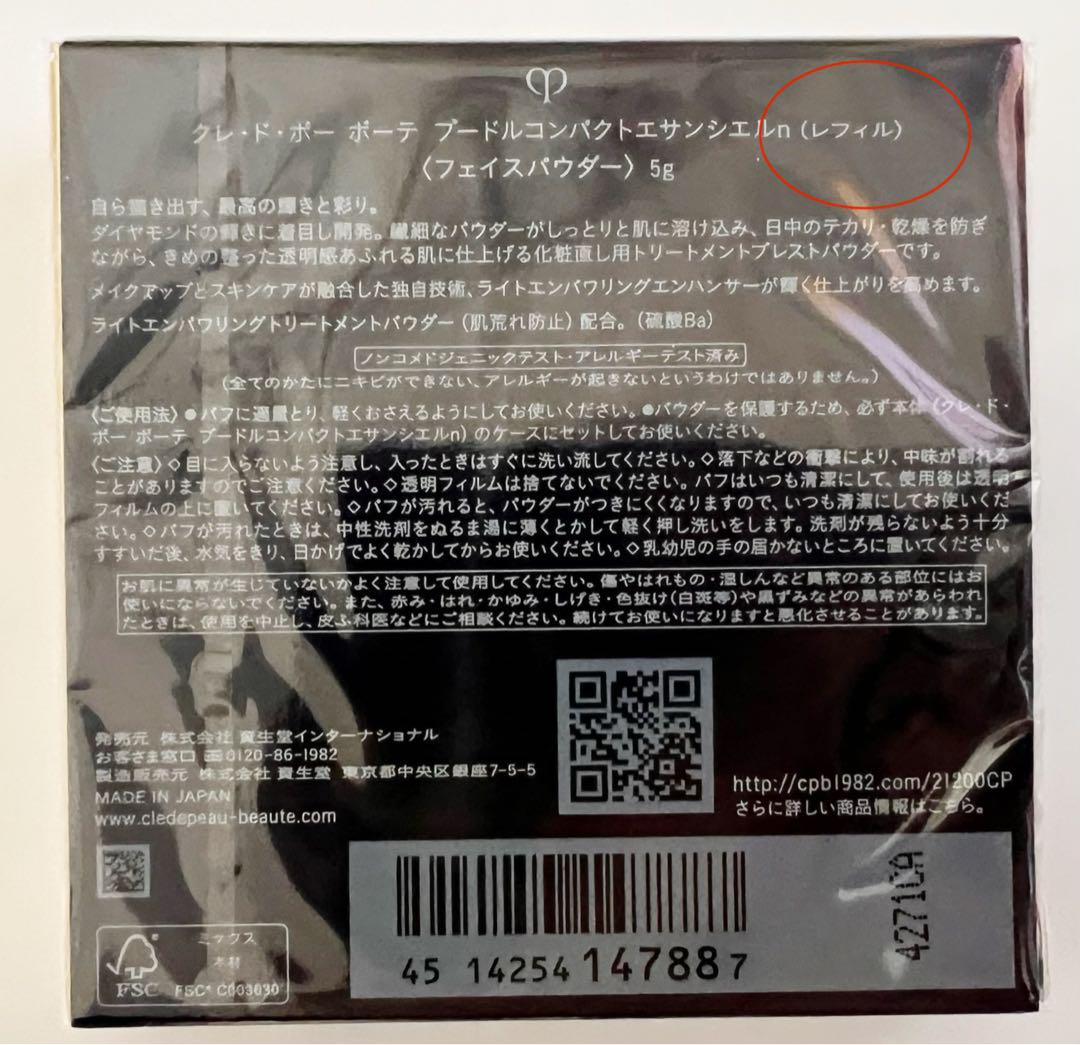 クレ・ド・ポー ボーテ プードルコンパクトエサンシエルn（レフィル）
〈フェイスパウダー〉5g
自ら輝き出す、最高の輝きと彩り。
ダイヤモンドの輝きに着目し開発。繊細なパウダーがしっとりと肌に溶け込み、日中のテカリ・乾燥を防ぎ
ながら、きめの整った透明感あふれる肌に仕上げる化粧直し用トリートメントプレストパウダーです。
メイクアップとスキンケアが融合した独自技術、ライトエンパワリングエンハンサーが輝く仕上がりを高めます。
ライトエンパワリングトリートメントパウダー（肌荒れ防止）配合。（硫酸Ba）
ノンコメドジェニックテスト・アレルギーテスト済み
（全てのかたにニキビができない、アレルギーが起きないというわけではありません。）
〈ご使用法〉●パフに適量とり、軽くおさえるようにしてお使いください。●パウダーを保護するため、必ず本体（クレ・ド・
ポー ボーテ プードルコンパクトエサンシエルn）のケースにセットしてお使いください。
〈ご注意〉◇目に入らないよう注意し、入ったときはすぐに洗い流してください。◇落下などの衝撃により、中味が割れる
ことがありますのでご注意ください。◇透明フィルムは捨てないでください。パフはいつも清潔にして、使用後は透明
フィルムの上に置いてください。◇パフが汚れると、パウダーがつきにくくなりますので、いつも清潔にしてお使いくだ
さい。◇パフが汚れたときは、中性洗剤をぬるま湯に薄くとかして軽く押し洗いをします。洗剤が残らないよう十分
すすいだ後、水気をきり、日かげでよく乾かしてからお使いください。◇乳幼児の手の届かないところに置いてください。
お肌に異常が生じていないかよく注意して使用してください。傷やはれもの・湿しんなど異常のある部位にはお
使いにならないでください。また、赤み・はれ・かゆみ・しげき・色抜け（白斑等）や黒ずみなどの異常があらわれ
たときは、使用を中止し、皮ふ科医などにご相談ください。続けてお使いになりますと悪化させることがあります。
発売元 株式会社 資生堂インターナショナル
お客さま窓口 0120-86-1982
製造販売元 株式会社 資生堂 東京都中央区銀座7-5-5
MADE IN JAPAN
www.cledepeau-beaute.com
http://cpb1982.com/21200CP
さらに詳しい商品情報はこちら。
4271CA
45 14254 147887
ミックス
木材
FSC
FSC® C003030